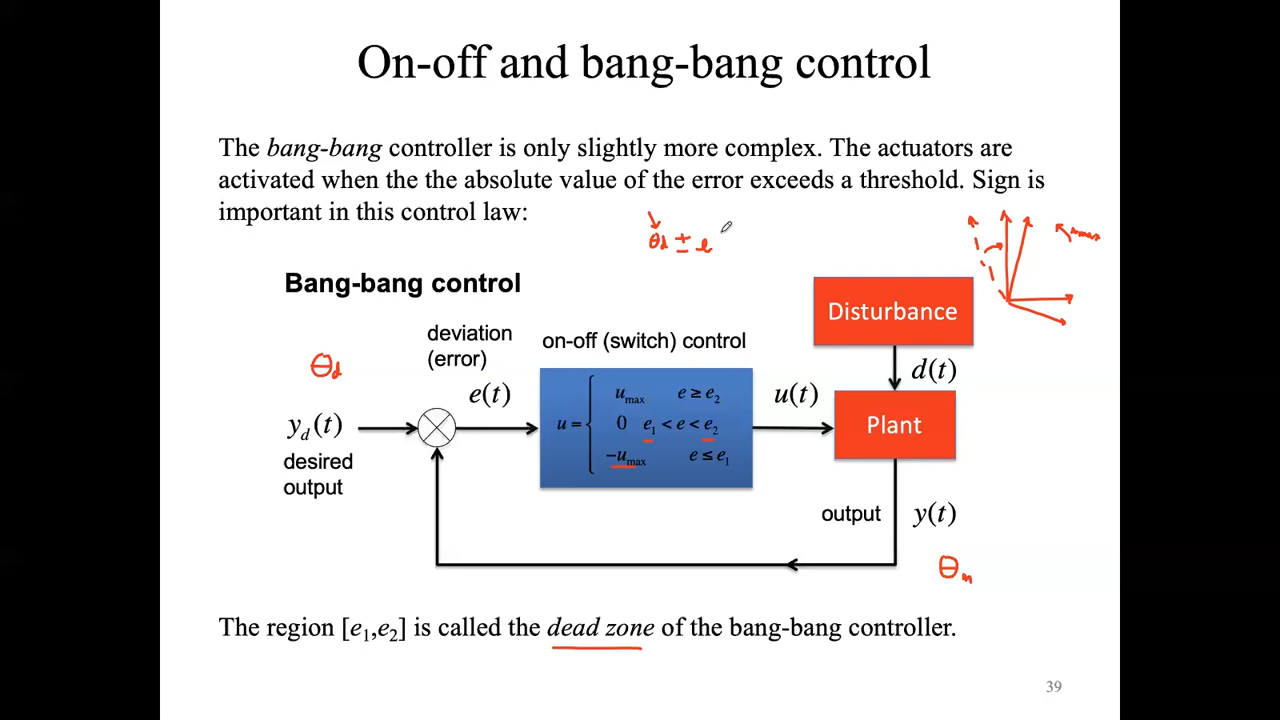 On-off and bang-bang control
The bang-bang controller is only slightly more complex. The actuators are
activated when the the absolute value of the error exceeds a threshold. Sign is
important in this control law:
θd ± e
umax
Bang-bang control
Disturbance
deviation
(error)
on-off (switch) control
θd
e(t)
u(t)
d(t)
u = { umax e ≥ e2
0 e1 < e < e2
−umax e ≤ e1
yd(t)
Plant
desired
output
output
y(t)
θm
The region [e1,e2] is called the dead zone of the bang-bang controller.
39